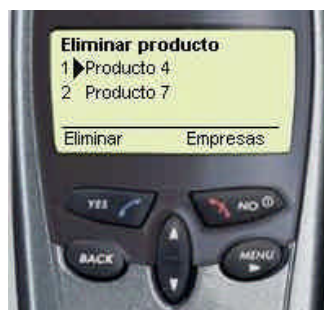 Eliminar producto
1 Producto 4
2 Producto 7
Eliminar Empresas
YES NO
BACK MENU